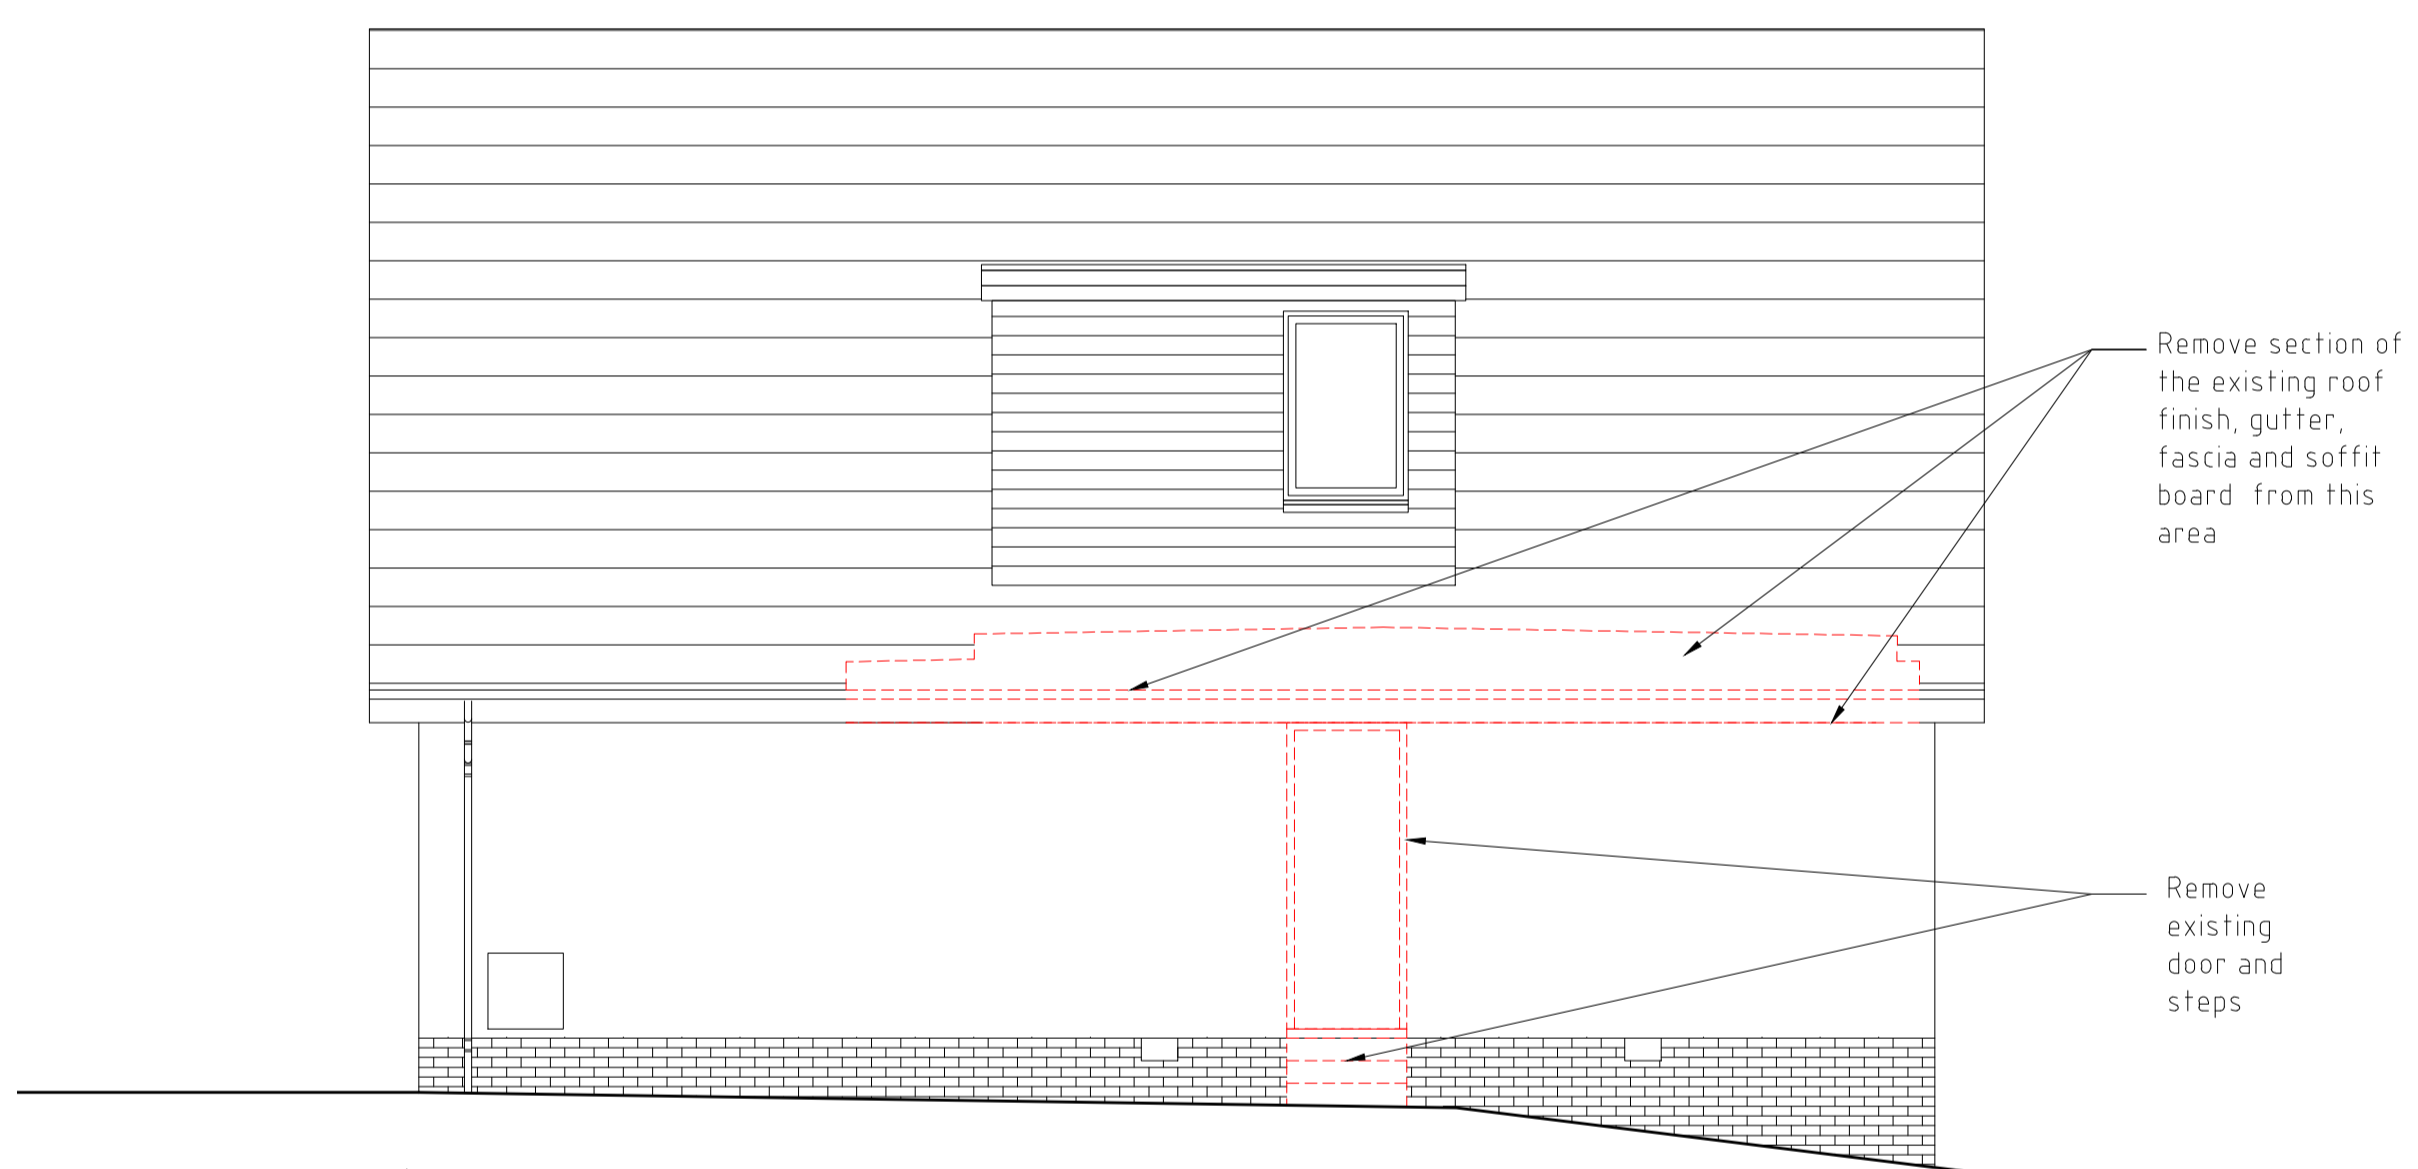 Remove section of
the existing roof
finish, gutter,
fascia and soffit
board from this
area
Remove
existing
door and
steps